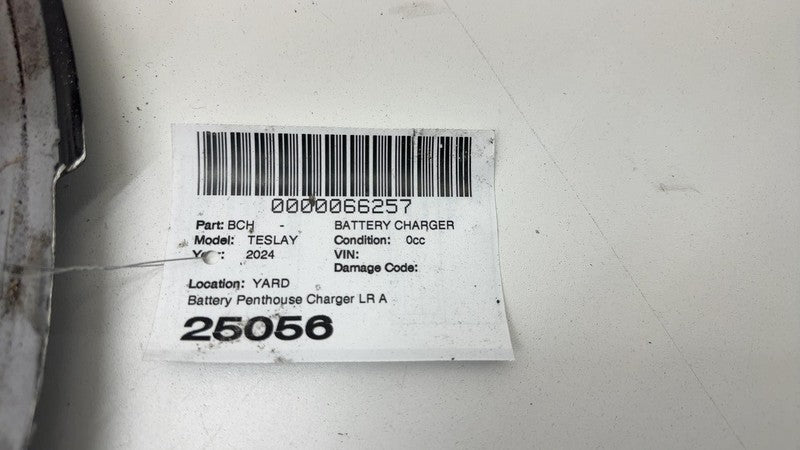 0000066257
Part: BCH - BATTERY CHARGER
Model: TESLAY Condition: 0cc
2024 VIN:
Damage Code:
Location: YARD
Battery Penthouse Charger LR A
25056